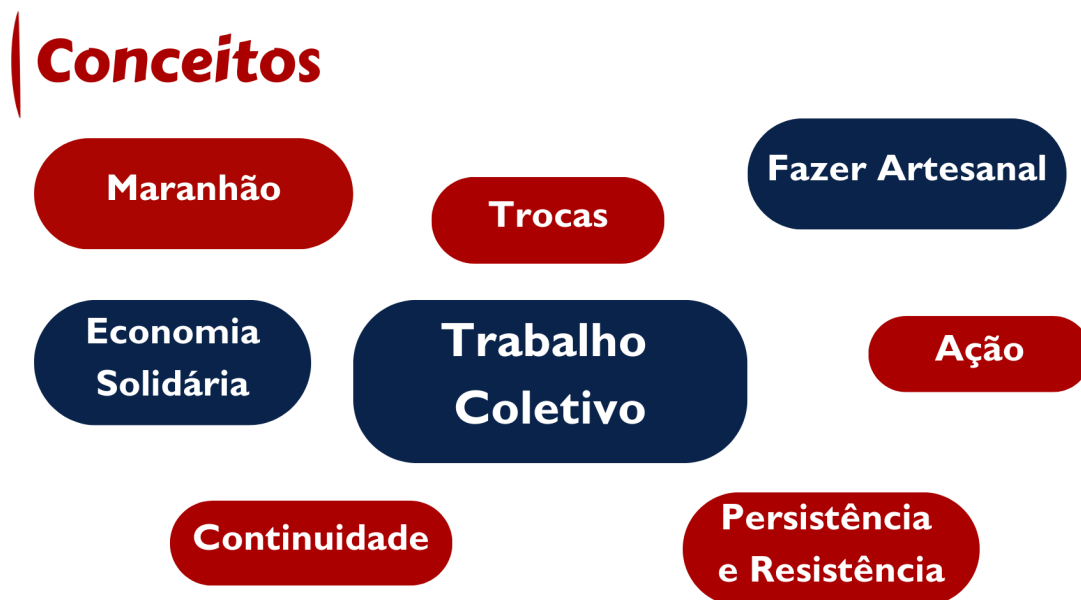 Conceitos
Maranhão
Trocas
Fazer Artesanal
Economia
Solidária
Trabalho
Coletivo
Ação
Continuidade
Persistência
e Resistência